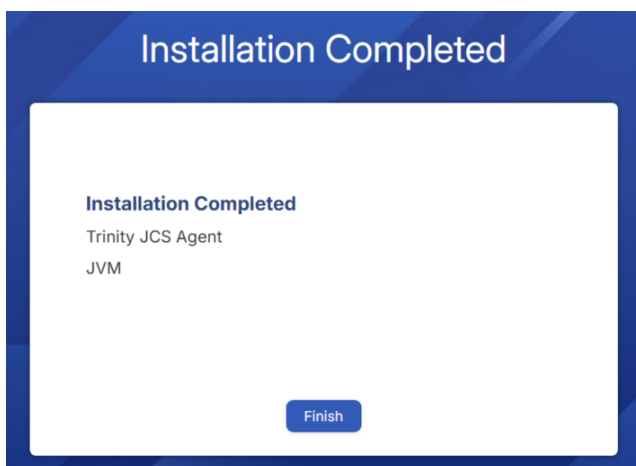 Installation Completed
Installation Completed
Trinity JCS Agent
JVM
Finish